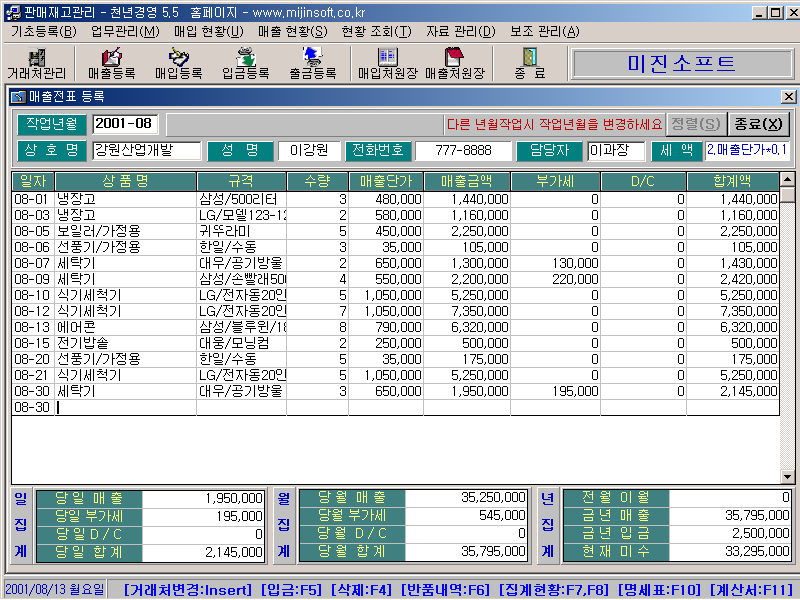 판매재고관리 - 천년경영 5,5 홈페이지 - www.mijinsoft.co.kr
기초등록(B) 업무관리(M) 매입 현황(U) 매출 현황(S) 현황 조회(T) 자료 관리(D) 보조 관리(A)
거래처관리 매출등록 매입등록 입금등록 출금등록 매입처원장 매출처원장 종 료 미진소프트
매출전표 등록
작업년월 2001-08 다른 년월작업시 작업년월을 변경하세요 정렬(S) 종료(X)
상 호 명 강원산업개발 성 명 이강원 전화번호 777-8888 담당자 이과장 세 액 2,매출단가*0,1
일자 상 품 명 규격 수량 매출단가 매출금액 부가세 D/C 합계액
08-01 냉장고 삼성/500리터 3 480,000 1,440,000 0 0 1,440,000
08-03 냉장고 LG/모델123-12 2 580,000 1,160,000 0 0 1,160,000
08-05 보일러/가정용 귀뚜라미 5 450,000 2,250,000 0 0 2,250,000
08-06 선풍기/가정용 한일/수동 3 35,000 105,000 0 0 105,000
08-07 세탁기 대우/공기방울 2 650,000 1,300,000 130,000 0 1,430,000
08-09 세탁기 삼성/손빨래500 4 550,000 2,200,000 220,000 0 2,420,000
08-10 식기세척기 LG/전자동20인 5 1,050,000 5,250,000 0 0 5,250,000
08-12 식기세척기 LG/전자동20인 7 1,050,000 7,350,000 0 0 7,350,000
08-13 에어콘 삼성/블루윈/18 8 790,000 6,320,000 0 0 6,320,000
08-15 전기밥솥 대웅/모닝컴 2 250,000 500,000 0 0 500,000
08-20 선풍기/가정용 한일/수동 5 35,000 175,000 0 0 175,000
08-21 식기세척기 LG/전자동20인 5 1,050,000 5,250,000 0 0 5,250,000
08-30 세탁기 대우/공기방울 3 650,000 1,950,000 195,000 0 2,145,000
08-30
일집계 당 일 매 출 1,950,000 월집계 당 월 매 출 35,250,000 년집계 전 월 이 월 0
당일 부가세 195,000 당월 부가세 545,000 금 년 매 출 35,795,000
당 일 D / C 0 당 월 D / C 0 금 년 입 금 2,500,000
당 일 합 계 2,145,000 당 월 합 계 35,795,000 현 재 미 수 33,295,000
2001/08/13 월요일 [거래처변경:Insert] [입금:F5] [삭제:F4] [반품내역:F6] [집계현황:F7,F8] [명세표:F10] [계산서:F11]